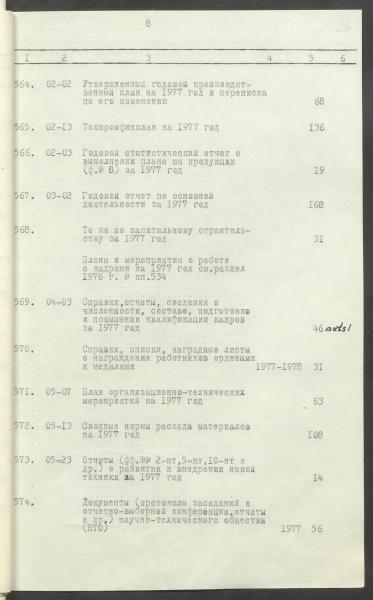 8
36
1 2 3 4 5 6
564. 02-02 Утвержденный годовой производст-
венный план на 1977 год и переписка
по его изменению 68
565. 02-13 Техпромфинплан на 1977 год 136
566. 02-03 Годовой статистический отчет о
выполнении плана по продукции
(ф.№ 8) за 1977 год 19
567. 03-02 Годовой отчет по основной
деятельности за 1977 год 168
568. То же по капитальному строитель-
ству за 1977 год 31
Планы и мероприятия о работе
с кадрами на 1977 год см.раздел
1976 г. № пп.534
569. 04-03 Справки,отчеты, сведения о
численности, составе, подготовке
и повышении квалификации кадров
за 1977 год 46
570. Справки, списки, наградные листы
о награждении работников орденами
и медалями 1977-1978 31
571. 05-07 План организационно-технических
мероприятий на 1977 год 63
572. 05-13 Сводные нормы расхода материалов
на 1977 год 108
573. 05-23 Отчеты (фф.№№ 2-нт,5-нт,10-нт и
др.) о развитии и внедрении новой
техники за 1977 год 14
574. Документы (протоколы заседаний и
отчетно-выборной конференции,отчеты
и др.) научно-технического общества
(НТО) 1977 56